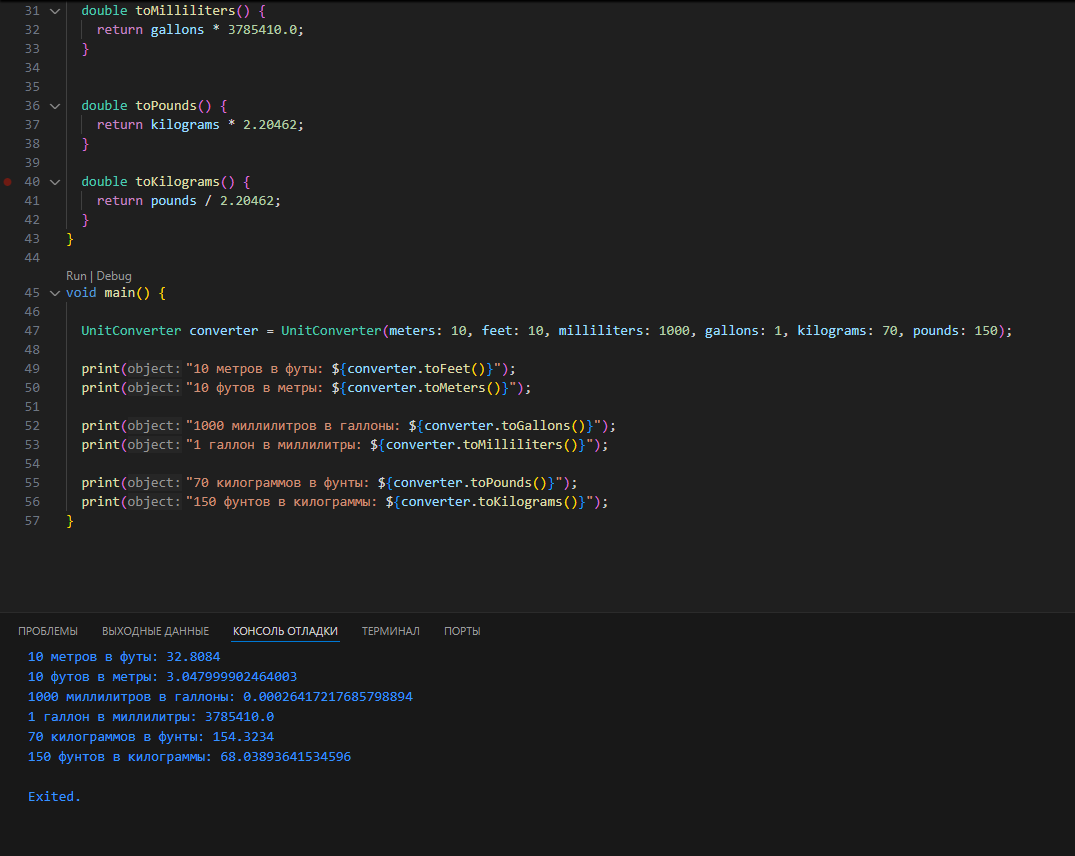 31 double toMilliliters() {
32 return gallons * 3785410.0;
33 }
34
35
36 double toPounds() {
37 return kilograms * 2.20462;
38 }
39
40 double toKilograms() {
41 return pounds / 2.20462;
42 }
43 }
44
Run | Debug
45 void main() {
46
47 UnitConverter converter = UnitConverter(meters: 10, feet: 10, milliliters: 1000, gallons: 1, kilograms: 70, pounds: 150);
48
49 print(object: "10 метров в футы: ${converter.toFeet()}");
50 print(object: "10 футов в метры: ${converter.toMeters()}");
51
52 print(object: "1000 миллилитров в галлоны: ${converter.toGallons()}");
53 print(object: "1 галлон в миллилитры: ${converter.toMilliliters()}");
54
55 print(object: "70 килограммов в фунты: ${converter.toPounds()}");
56 print(object: "150 фунтов в килограммы: ${converter.toKilograms()}");
57 }
ПРОБЛЕМЫ ВЫХОДНЫЕ ДАННЫЕ КОНСОЛЬ ОТЛАДКИ ТЕРМИНАЛ ПОРТЫ
10 метров в футы: 32.8084
10 футов в метры: 3.047999902464003
1000 миллилитров в галлоны: 0.00026417217685798894
1 галлон в миллилитры: 3785410.0
70 килограммов в фунты: 154.3234
150 фунтов в килограммы: 68.03893641534596
Exited.